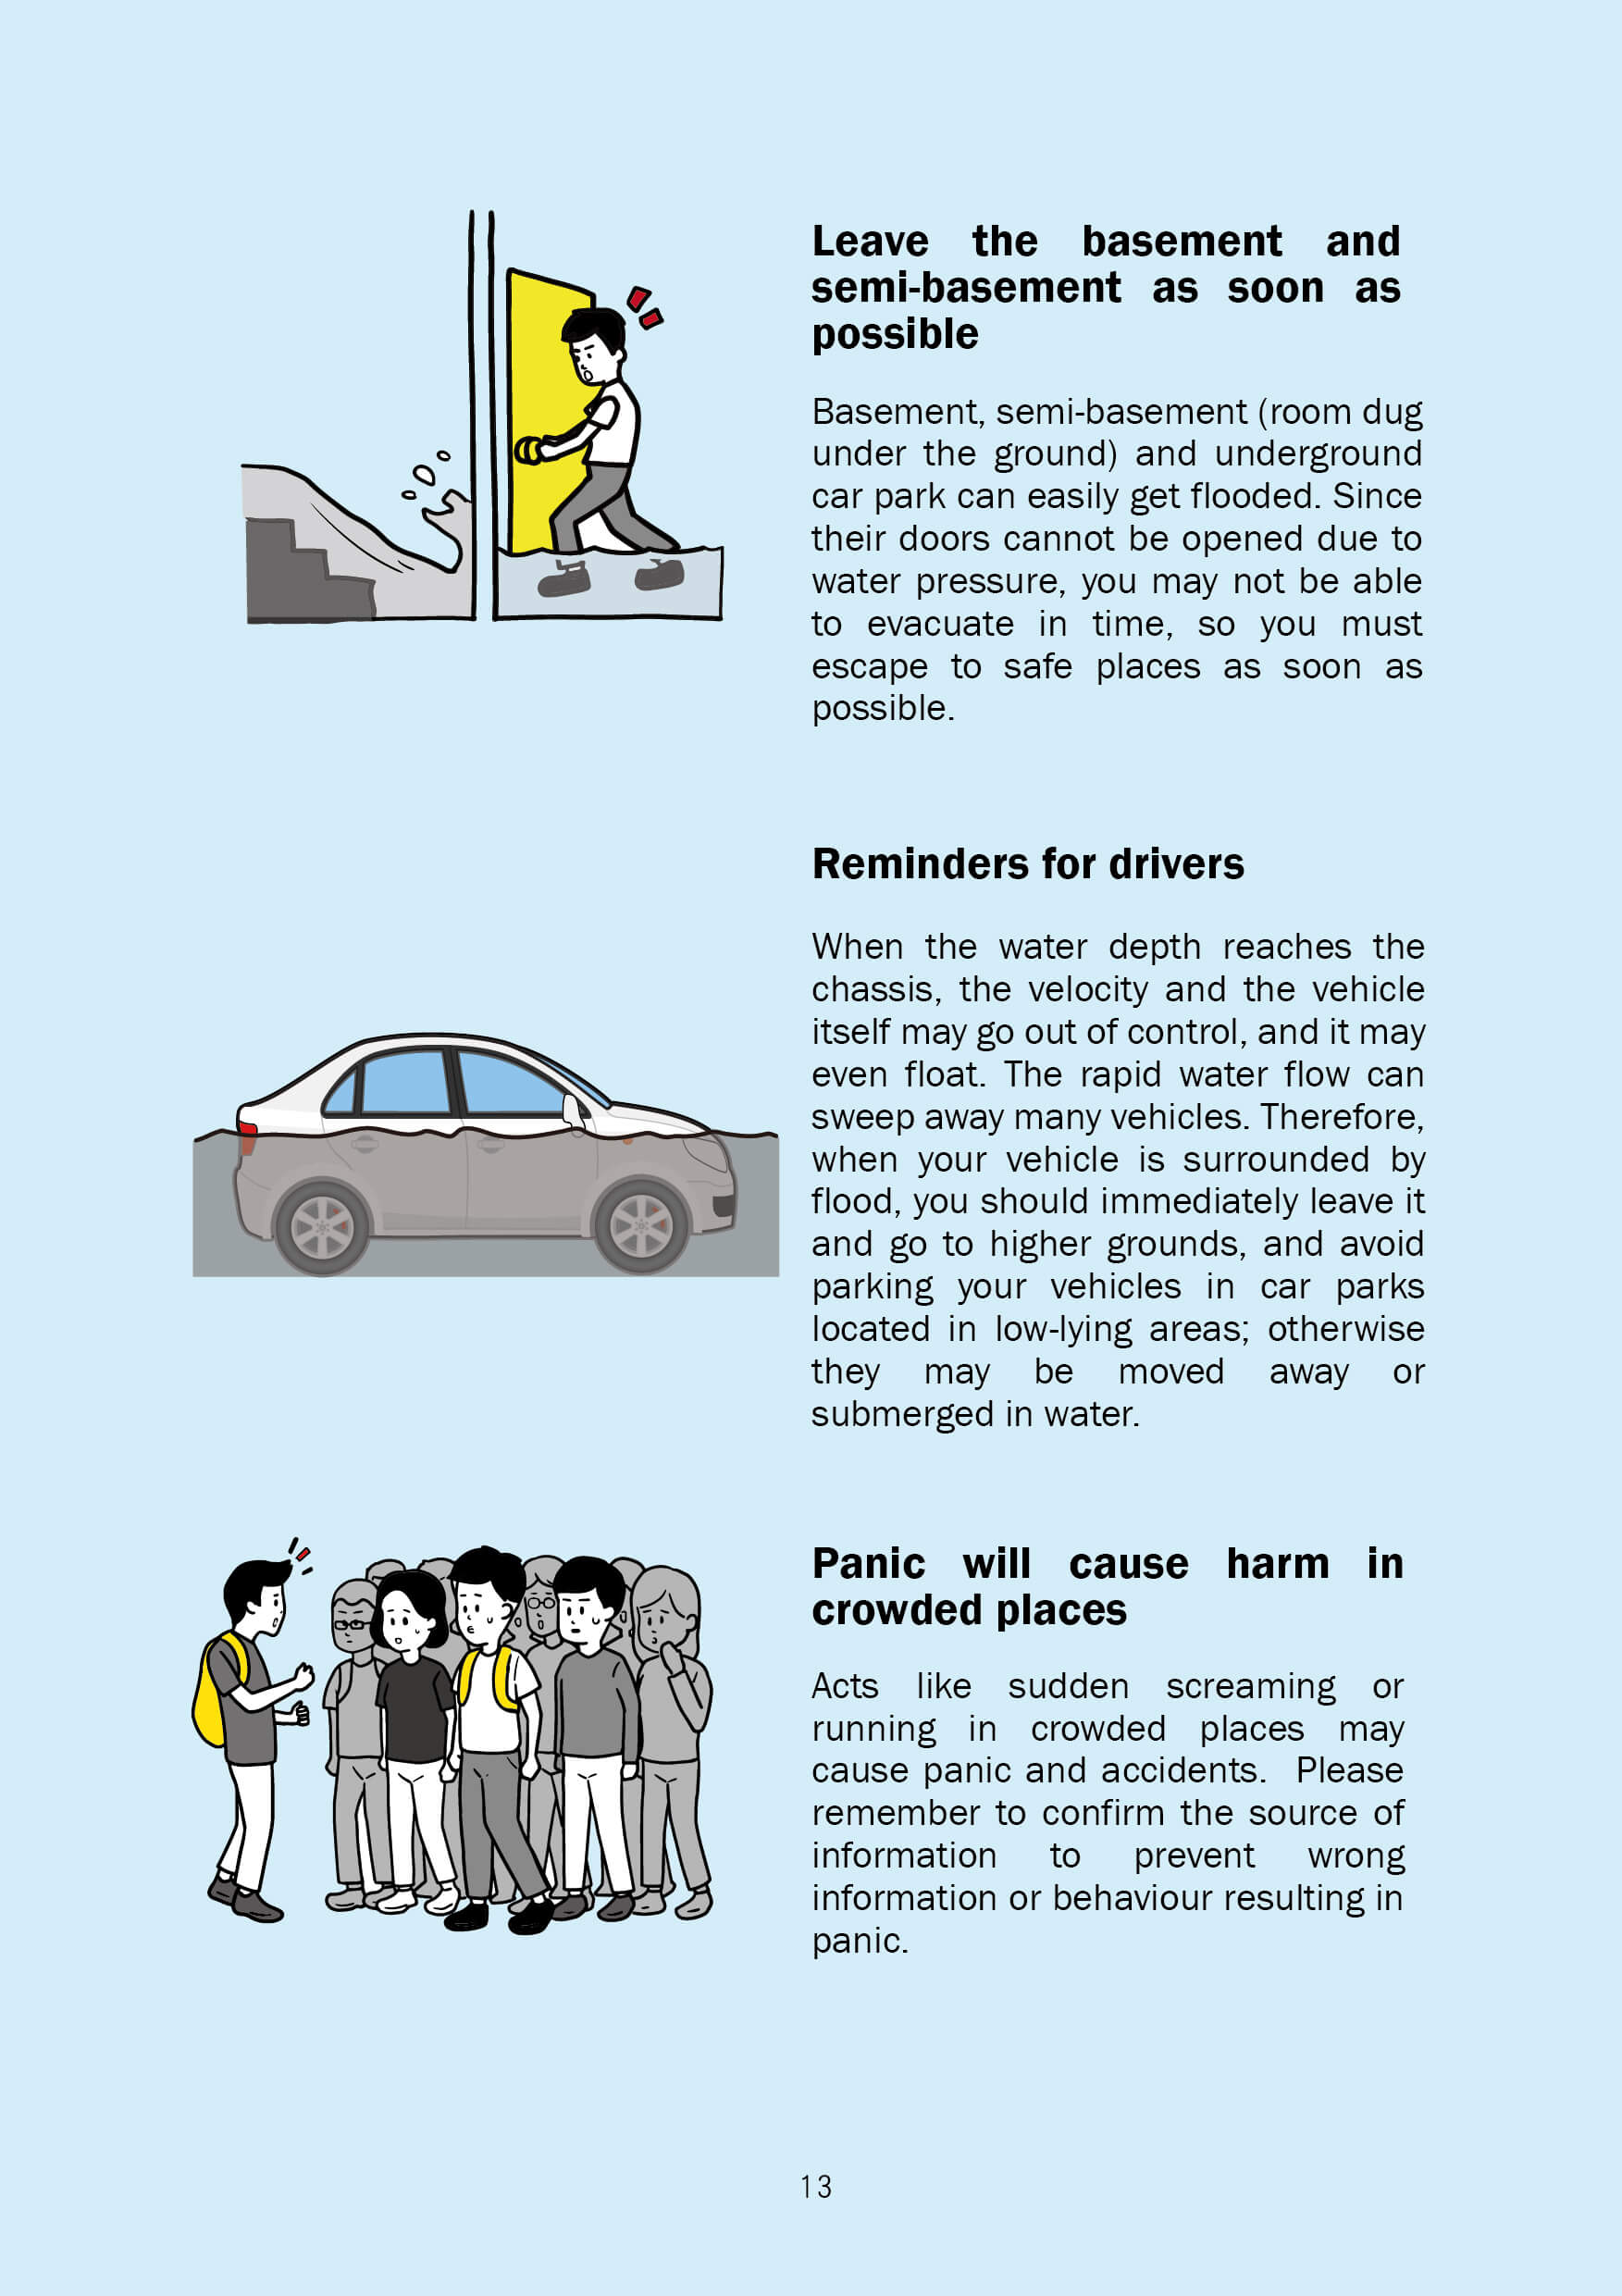 Leave the basement and
semi-basement as soon as
possible
Basement, semi-basement (room dug
under the ground) and underground
car park can easily get flooded. Since
their doors cannot be opened due to
water pressure, you may not be able
to evacuate in time, so you must
escape to safe places as soon as
possible.
Reminders for drivers
When the water depth reaches the
chassis, the velocity and the vehicle
itself may go out of control, and it may
even float. The rapid water flow can
sweep away many vehicles. Therefore,
when your vehicle is surrounded by
flood, you should immediately leave it
and go to higher grounds, and avoid
parking your vehicles in car parks
located in low-lying areas; otherwise
they may be moved away or
submerged in water.
Panic will cause harm in
crowded places
Acts like sudden screaming or
running in crowded places may
cause panic and accidents. Please
remember to confirm the source of
information to prevent wrong
information or behaviour resulting in
panic.
13